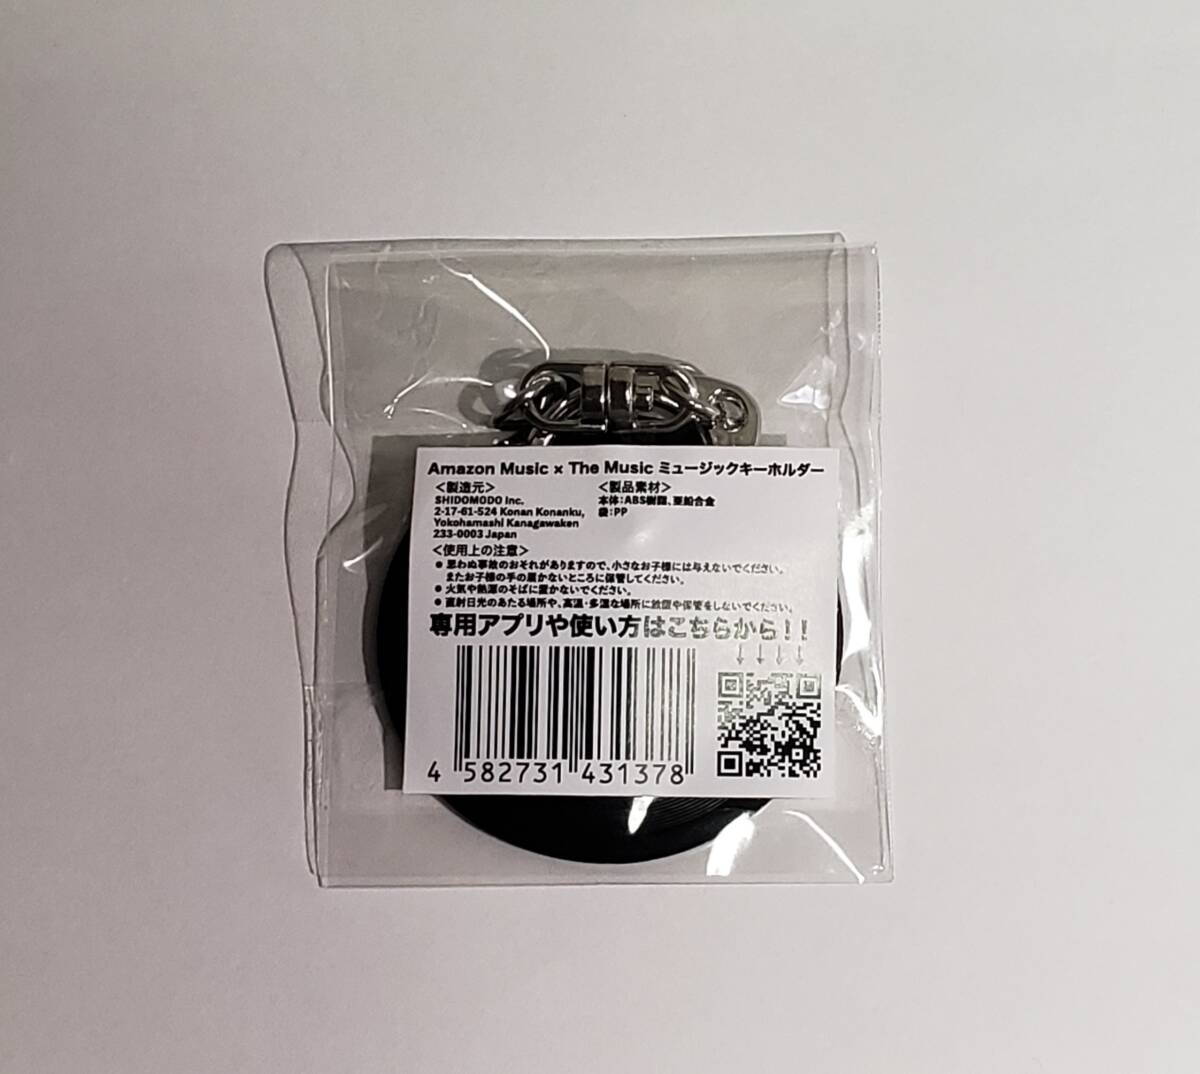 Amazon Music × The Music ミュージックキーホルダー
＜製造元＞
SHIDOMODO Inc.
2-17-61-524 Konan Konanku,
Yokohamashi Kanagawaken
233-0003 Japan
＜製品素材＞
本体：ABS樹脂、亜鉛合金
袋：PP
＜使用上の注意＞
● 思わぬ事故のおそれがありますので、小さなお子様には与えないでください。
またお子様の手の届かないところに保管してください。
● 火気や熱源のそばに置かないでください。
● 直射日光のあたる場所や、高温・多湿な場所に放置や保管をしないでください。
専用アプリや使い方はこちらから！！
↓ ↓ ↓ ↓
4 582731 431378